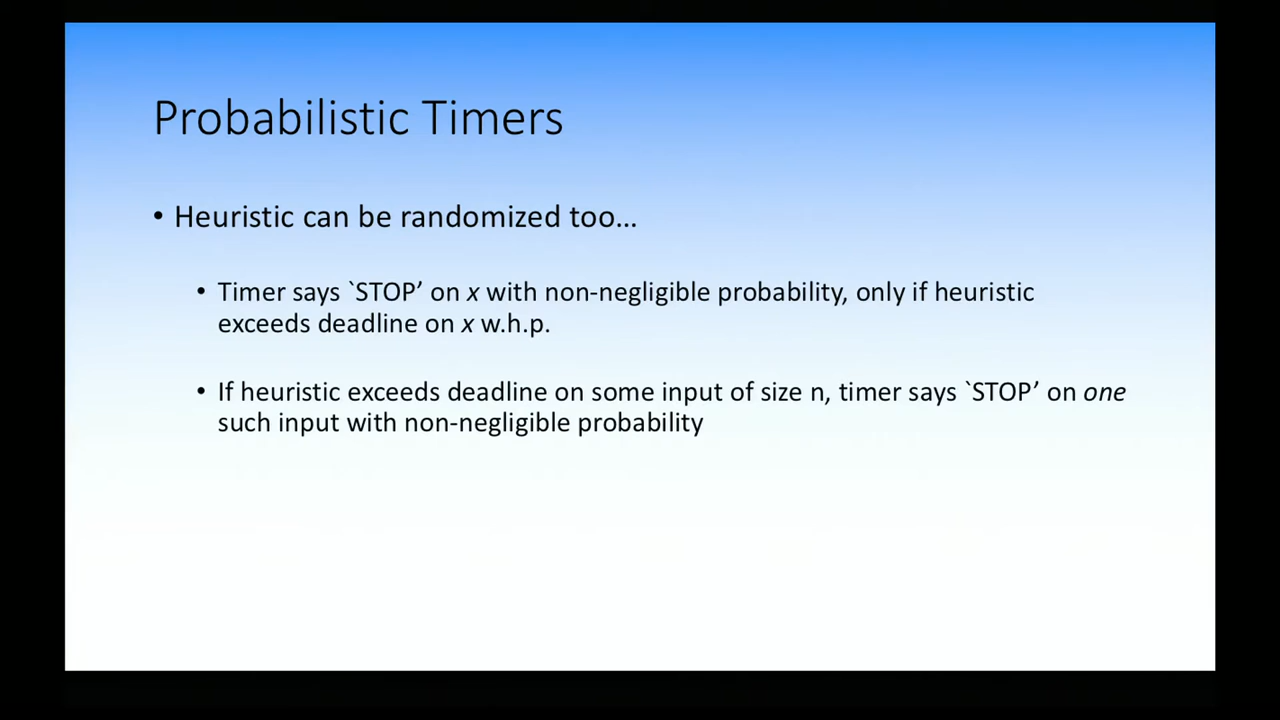 Probabilistic Timers
• Heuristic can be randomized too…
• Timer says `STOP’ on x with non-negligible probability, only if heuristic
exceeds deadline on x w.h.p.
• If heuristic exceeds deadline on some input of size n, timer says `STOP’ on one
such input with non-negligible probability